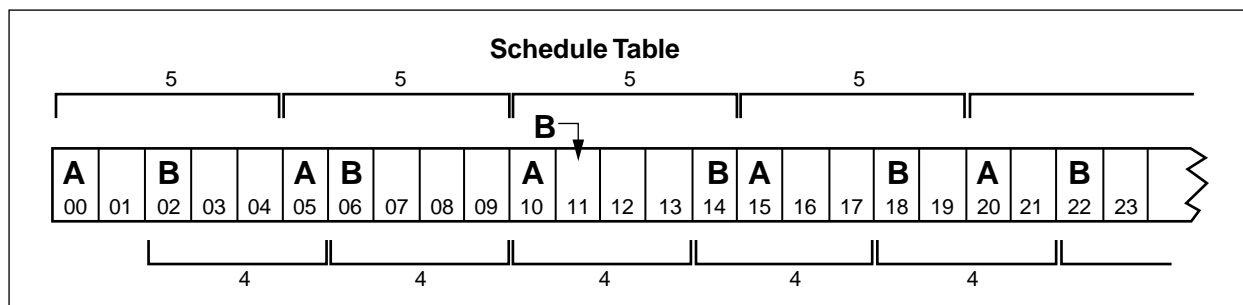 Schedule Table
5 5 5 5
B
A B A B A B A B A B
00 01 02 03 04 05 06 07 08 09 10 11 12 13 14 15 16 17 18 19 20 21 22 23
4 4 4 4 4